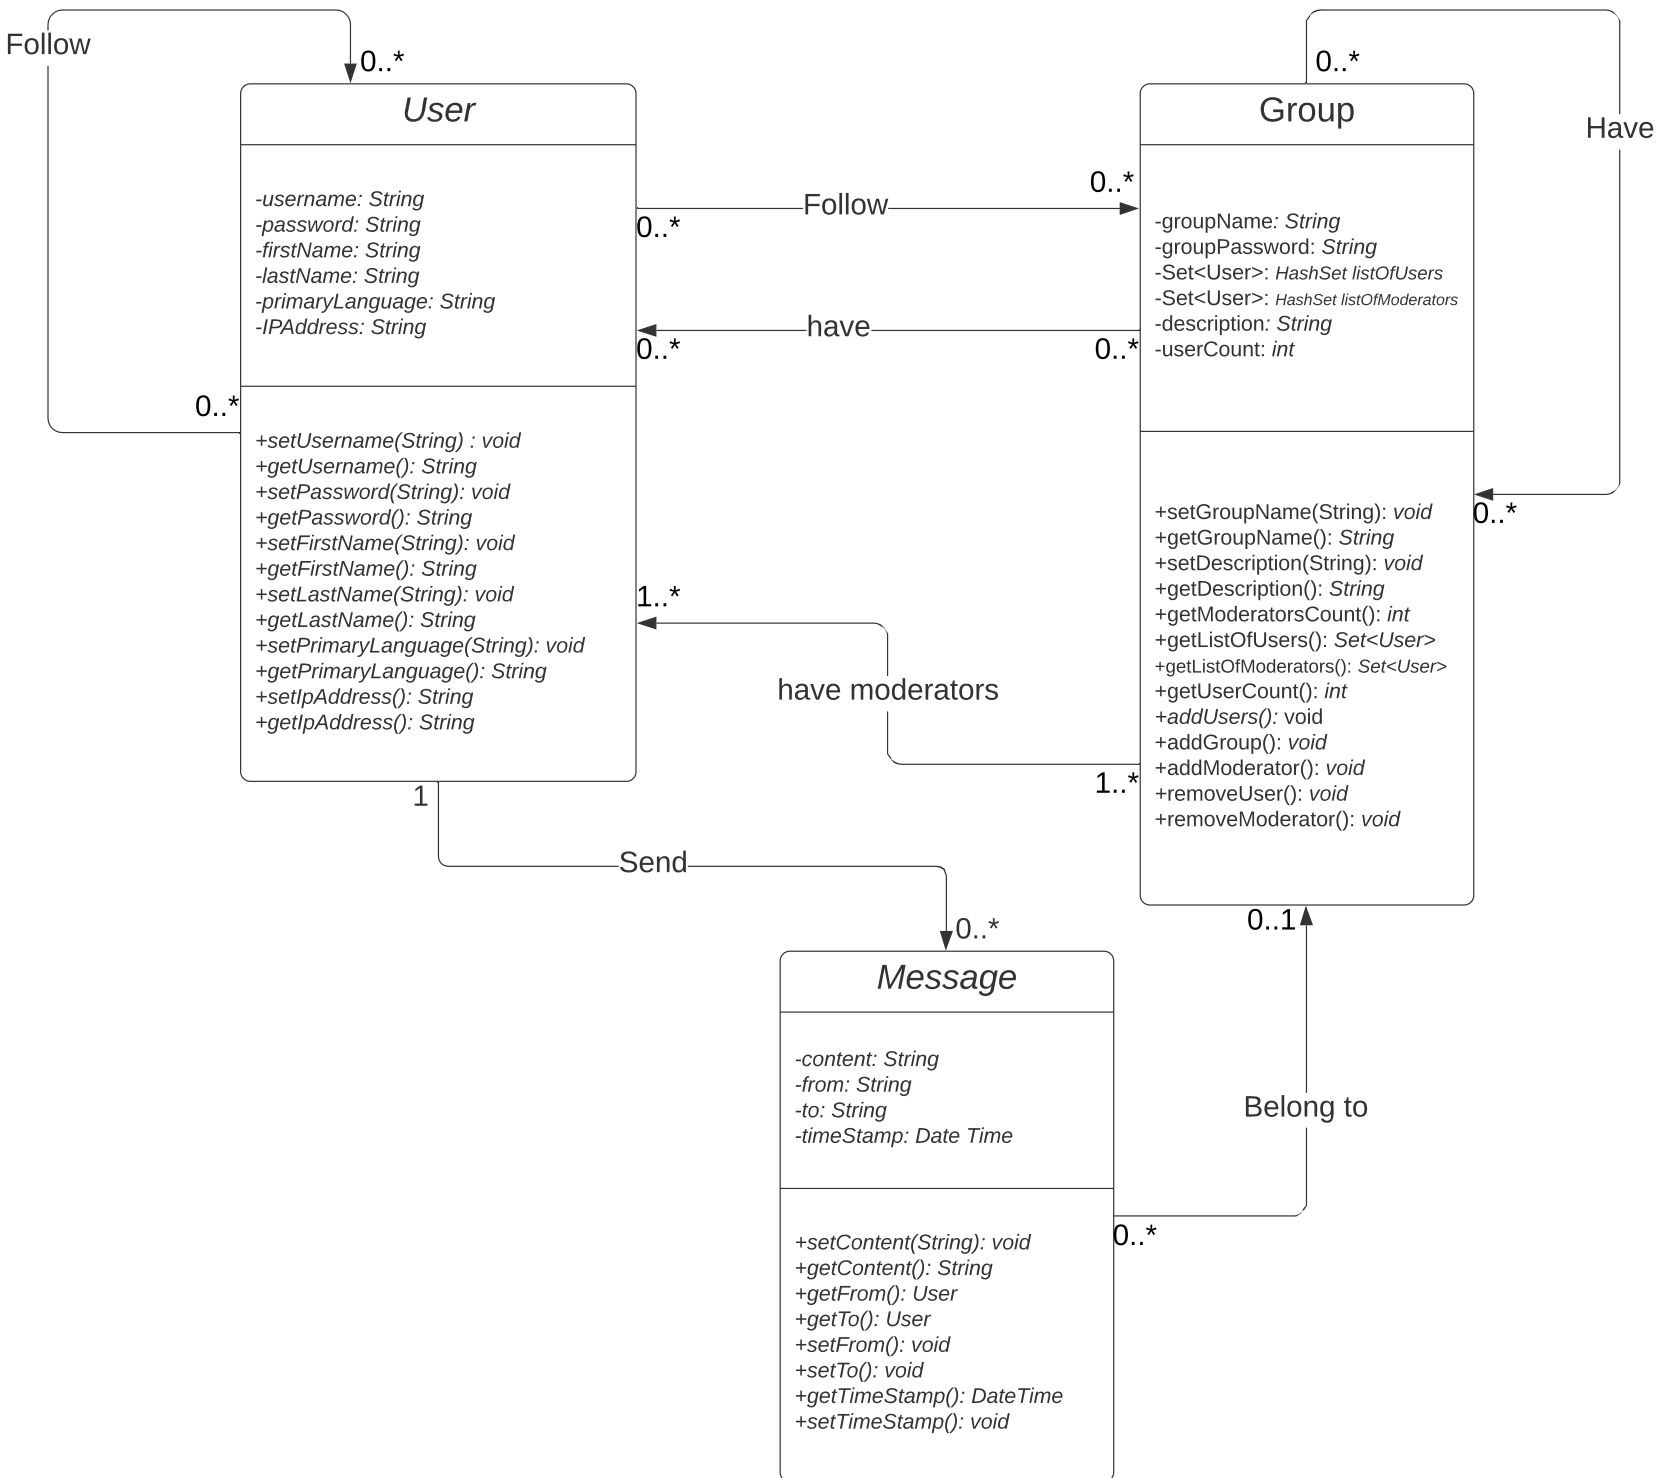 Follow
0..*
User
-username: String
-password: String
-firstName: String
-lastName: String
-primaryLanguage: String
-IPAddress: String
0..*
+setUsername(String) : void
+getUsername(): String
+setPassword(String): void
+getPassword(): String
+setFirstName(String): void
+getFirstName(): String
+setLastName(String): void
+getLastName(): String
+setPrimaryLanguage(String): void
+getPrimaryLanguage(): String
+setIpAddress(): String
+getIpAddress(): String
0..*
Follow
0..*
0..*
have
0..*
1..*
have moderators
1..*
0..*
Have
Group
-groupName: String
-groupPassword: String
-Set<User>: HashSet listOfUsers
-Set<User>: HashSet listOfModerators
-description: String
-userCount: int
0..*
+setGroupName(String): void
+getGroupName(): String
+setDescription(String): void
+getDescription(): String
+getModeratorsCount(): int
+getListOfUsers(): Set<User>
+getListOfModerators(): Set<User>
+getUserCount(): int
+addUsers(): void
+addGroup(): void
+addModerator(): void
+removeUser(): void
+removeModerator(): void
1
Send
0..*
0..1
Message
-content: String
-from: String
-to: String
-timeStamp: Date Time
Belong to
0..*
+setContent(String): void
+getContent(): String
+getFrom(): User
+getTo(): User
+setFrom(): void
+setTo(): void
+getTimeStamp(): DateTime
+setTimeStamp(): void